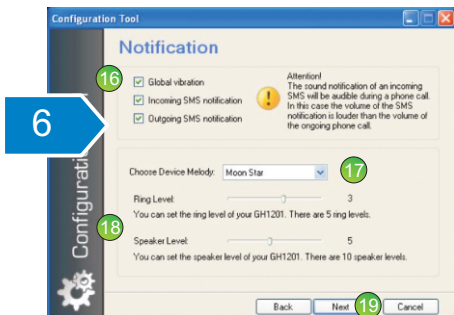 Configuration Tool
Notification
16
Global vibration
Incoming SMS notification
Outgoing SMS notification
Attention!
The sound notification of an incoming
SMS will be audible during a phone call.
In this case the volume of the SMS
notification is louder than the volume of
the ongoing phone call.
6
Choose Device Melody:
Moon Star
17
Ring Level:
3
You can set the ring level of your GH1201. There are 5 ring levels.
18
Speaker Level:
5
You can set the speaker level of your GH1201. There are 10 speaker levels.
Back
Next
19
Cancel